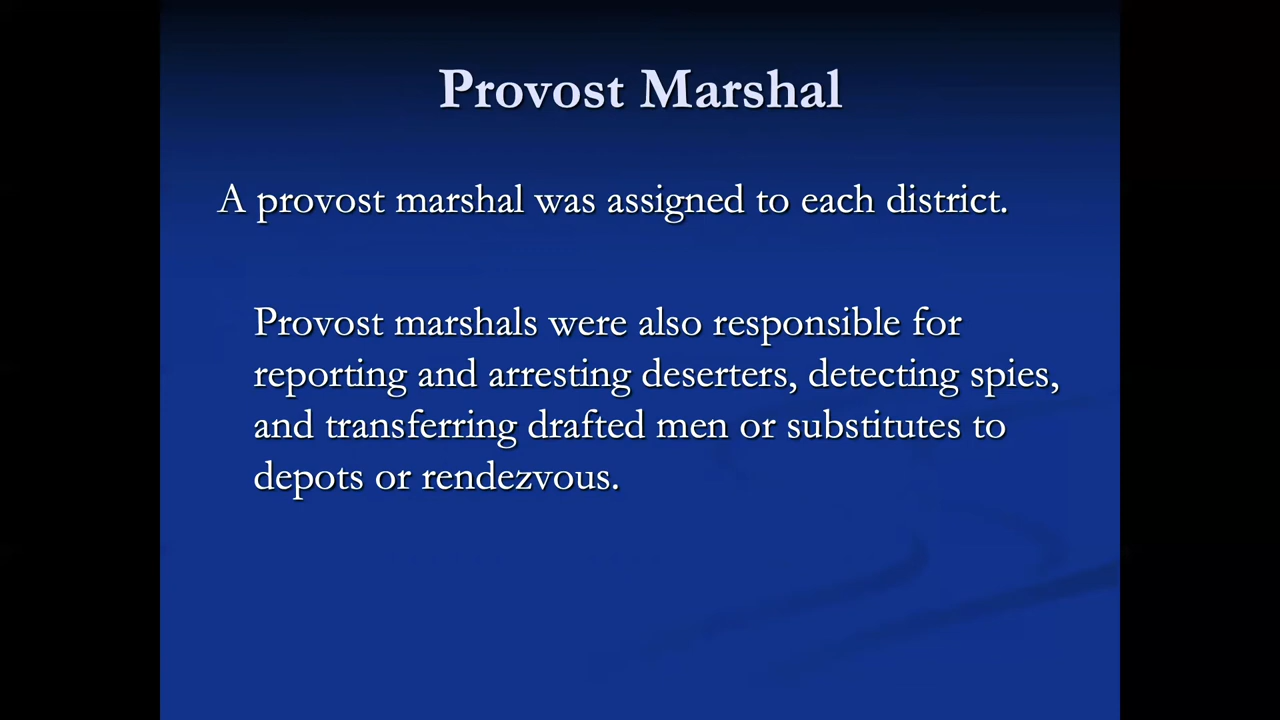 Provost Marshal
A provost marshal was assigned to each district.
Provost marshals were also responsible for
reporting and arresting deserters, detecting spies,
and transferring drafted men or substitutes to
depots or rendezvous.